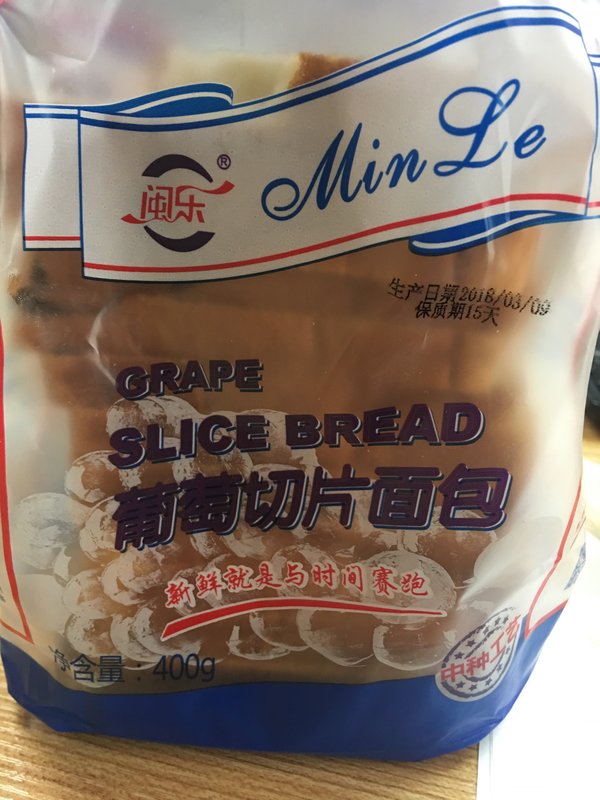 闽乐®
Min Le
生产日期2018/03/09
保质期15天
GRAPE
SLICE BREAD
葡萄切片面包
新鲜就是与时间赛跑
净含量：400g
中种工艺